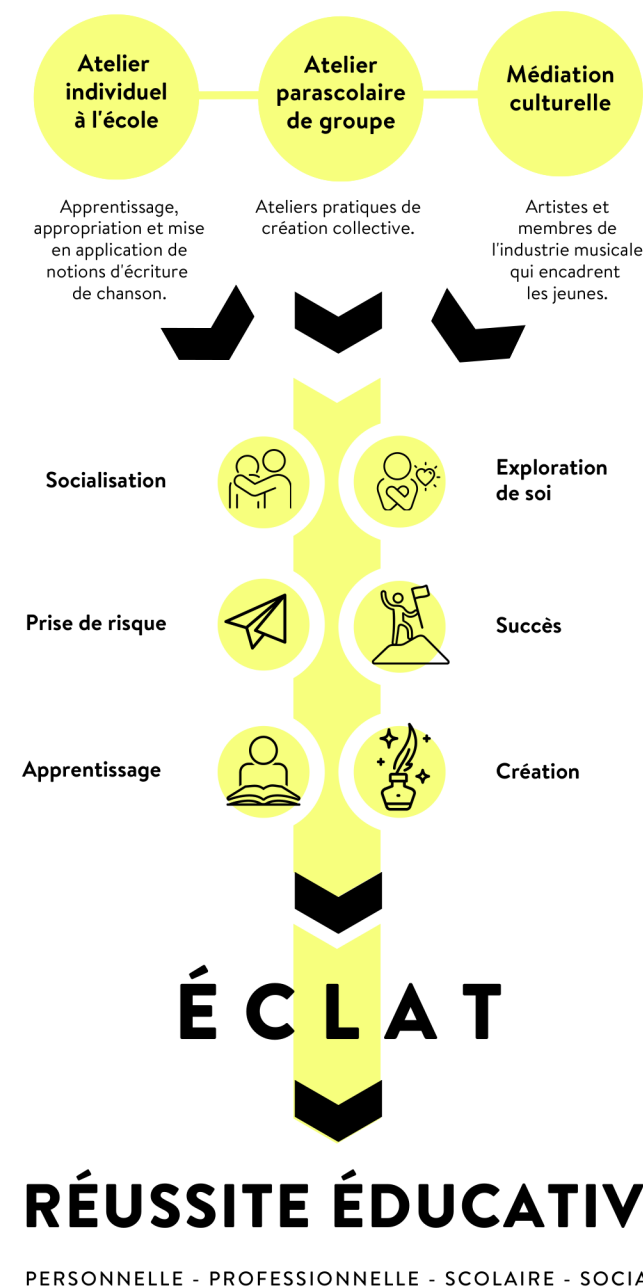 Atelier
individuel
à l'école
Atelier
parascolaire
de groupe
Médiation
culturelle
Apprentissage,
appropriation et mise
en application de
notions d'écriture
de chanson.
Ateliers pratiques de
création collective.
Artistes et
membres de
l'industrie musicale
qui encadrent
les jeunes.
Socialisation
Exploration
de soi
Prise de risque
Succès
Apprentissage
Création
ÉCLAT
RÉUSSITE ÉDUCATIV
PERSONNELLE - PROFESSIONNELLE - SCOLAIRE - SOCIA